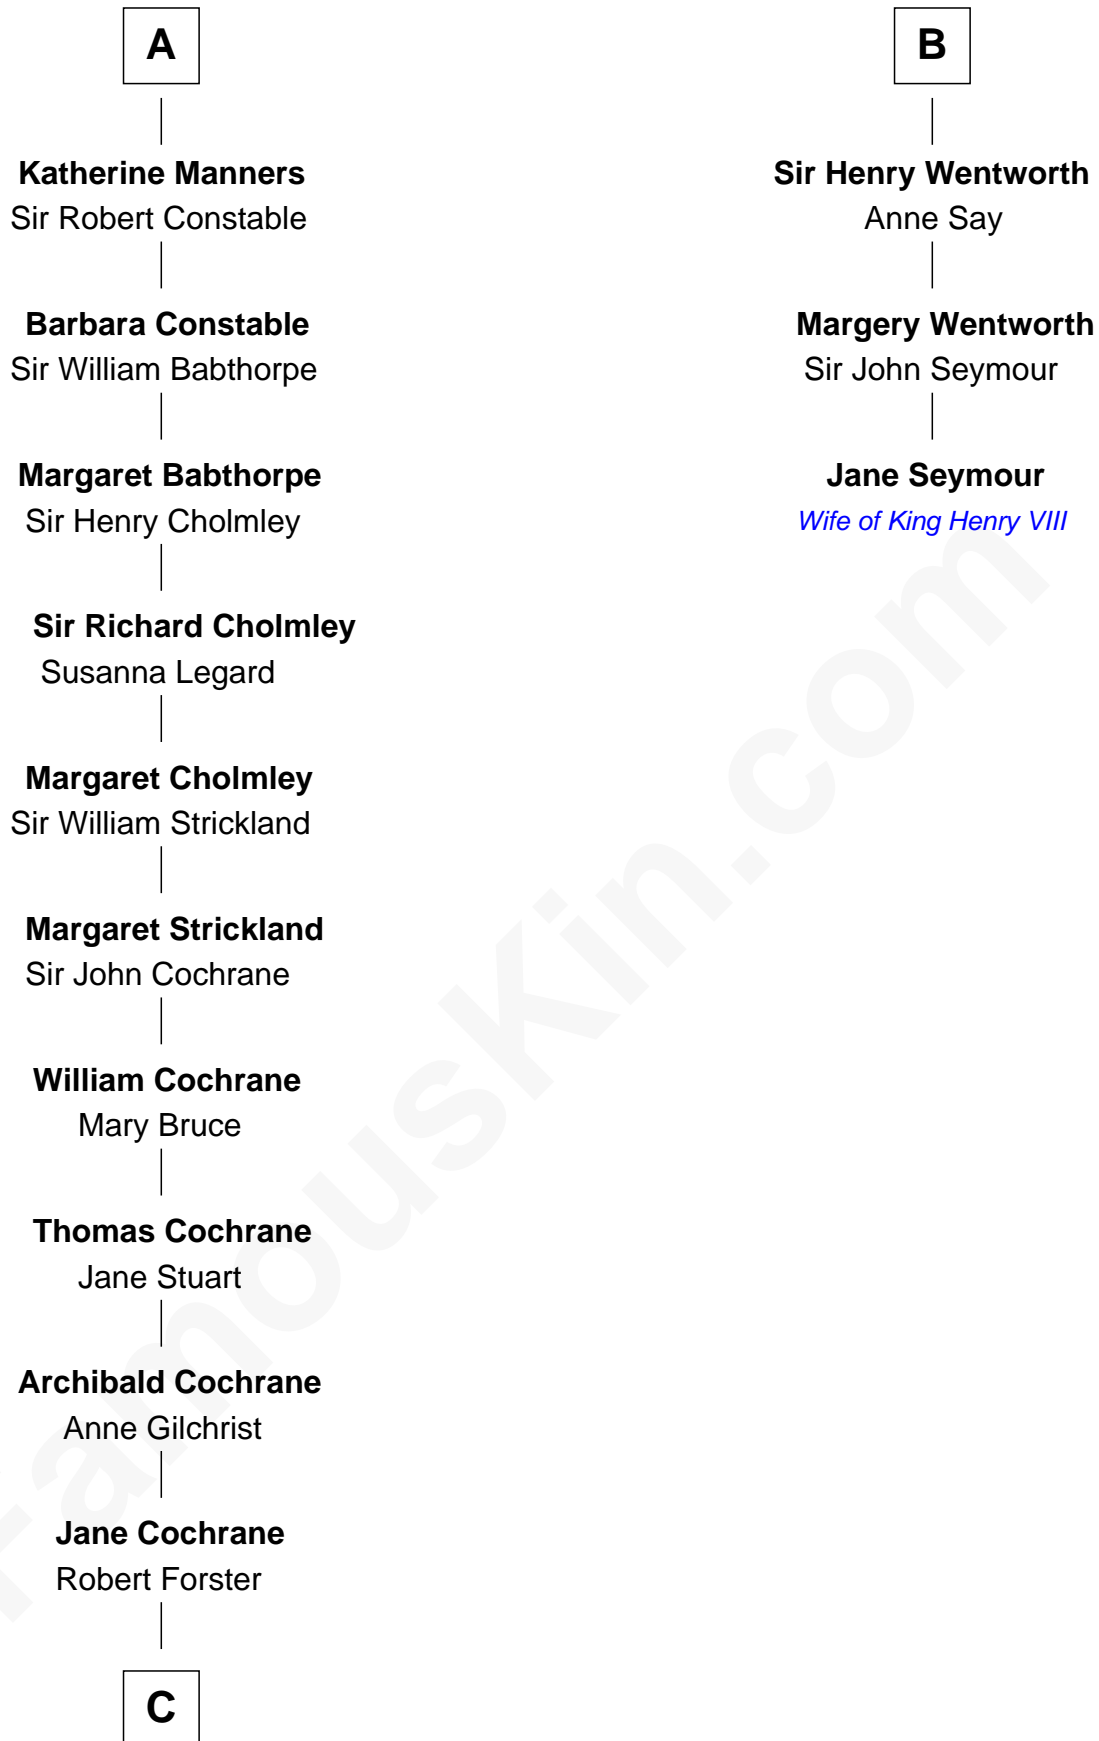 A
Katherine Manners
Sir Robert Constable
Barbara Constable
Sir William Babthorpe
Margaret Babthorpe
Sir Henry Cholmley
Sir Richard Cholmley
Susanna Legard
Margaret Cholmley
Sir William Strickland
Margaret Strickland
Sir John Cochrane
William Cochrane
Mary Bruce
Thomas Cochrane
Jane Stuart
Archibald Cochrane
Anne Gilchrist
Jane Cochrane
Robert Forster
C
B
Sir Henry Wentworth
Anne Say
Margery Wentworth
Sir John Seymour
Jane Seymour
Wife of King Henry VIII
FamousKin.com